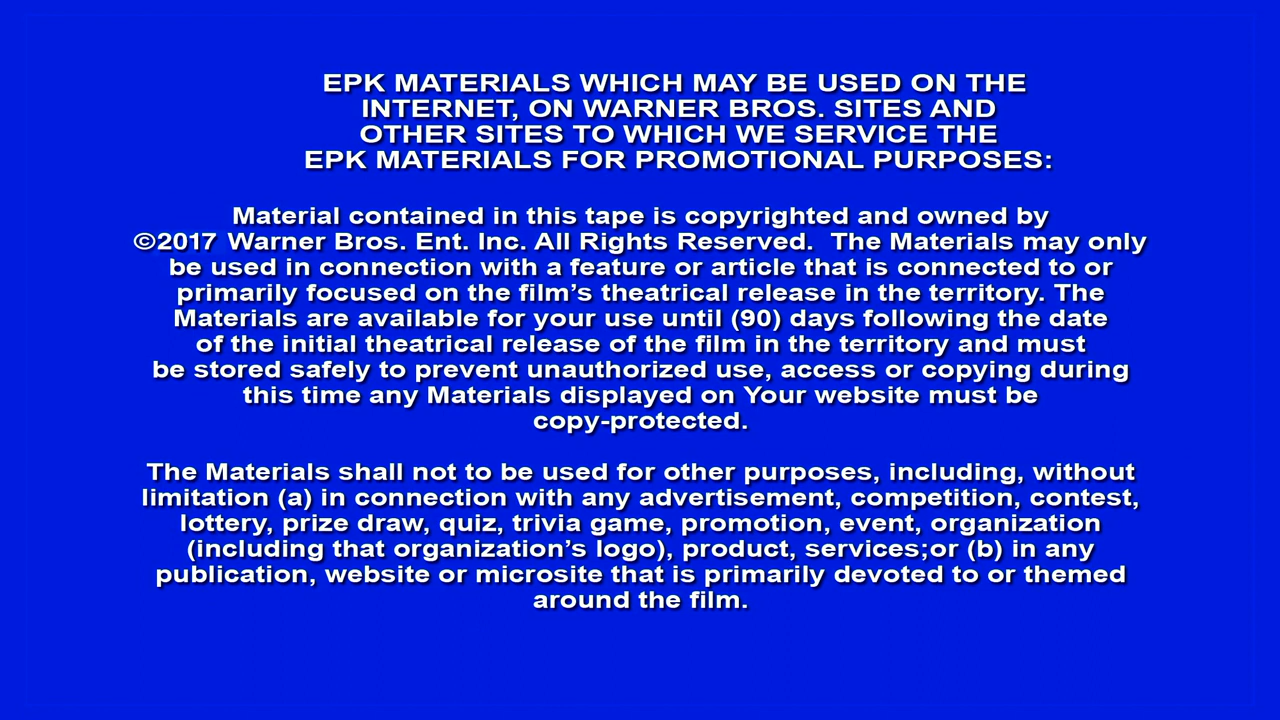 EPK MATERIALS WHICH MAY BE USED ON THE
INTERNET, ON WARNER BROS. SITES AND
OTHER SITES TO WHICH WE SERVICE THE
EPK MATERIALS FOR PROMOTIONAL PURPOSES:
Material contained in this tape is copyrighted and owned by
©2017 Warner Bros. Ent. Inc. All Rights Reserved.  The Materials may only
be used in connection with a feature or article that is connected to or
primarily focused on the film’s theatrical release in the territory. The
Materials are available for your use until (90) days following the date
of the initial theatrical release of the film in the territory and must
be stored safely to prevent unauthorized use, access or copying during
this time any Materials displayed on Your website must be
copy-protected.
The Materials shall not to be used for other purposes, including, without
limitation (a) in connection with any advertisement, competition, contest,
lottery, prize draw, quiz, trivia game, promotion, event, organization
(including that organization’s logo), product, services;or (b) in any
publication, website or microsite that is primarily devoted to or themed
around the film.